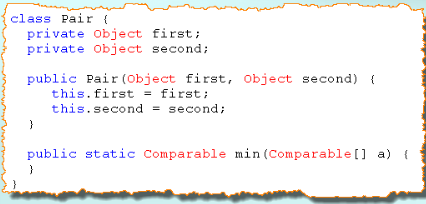 class Pair {
  private Object first;
  private Object second;

  public Pair(Object first, Object second) {
     this.first = first;
     this.second = second;
  }

  public static Comparable min(Comparable[] a) {
  }
}